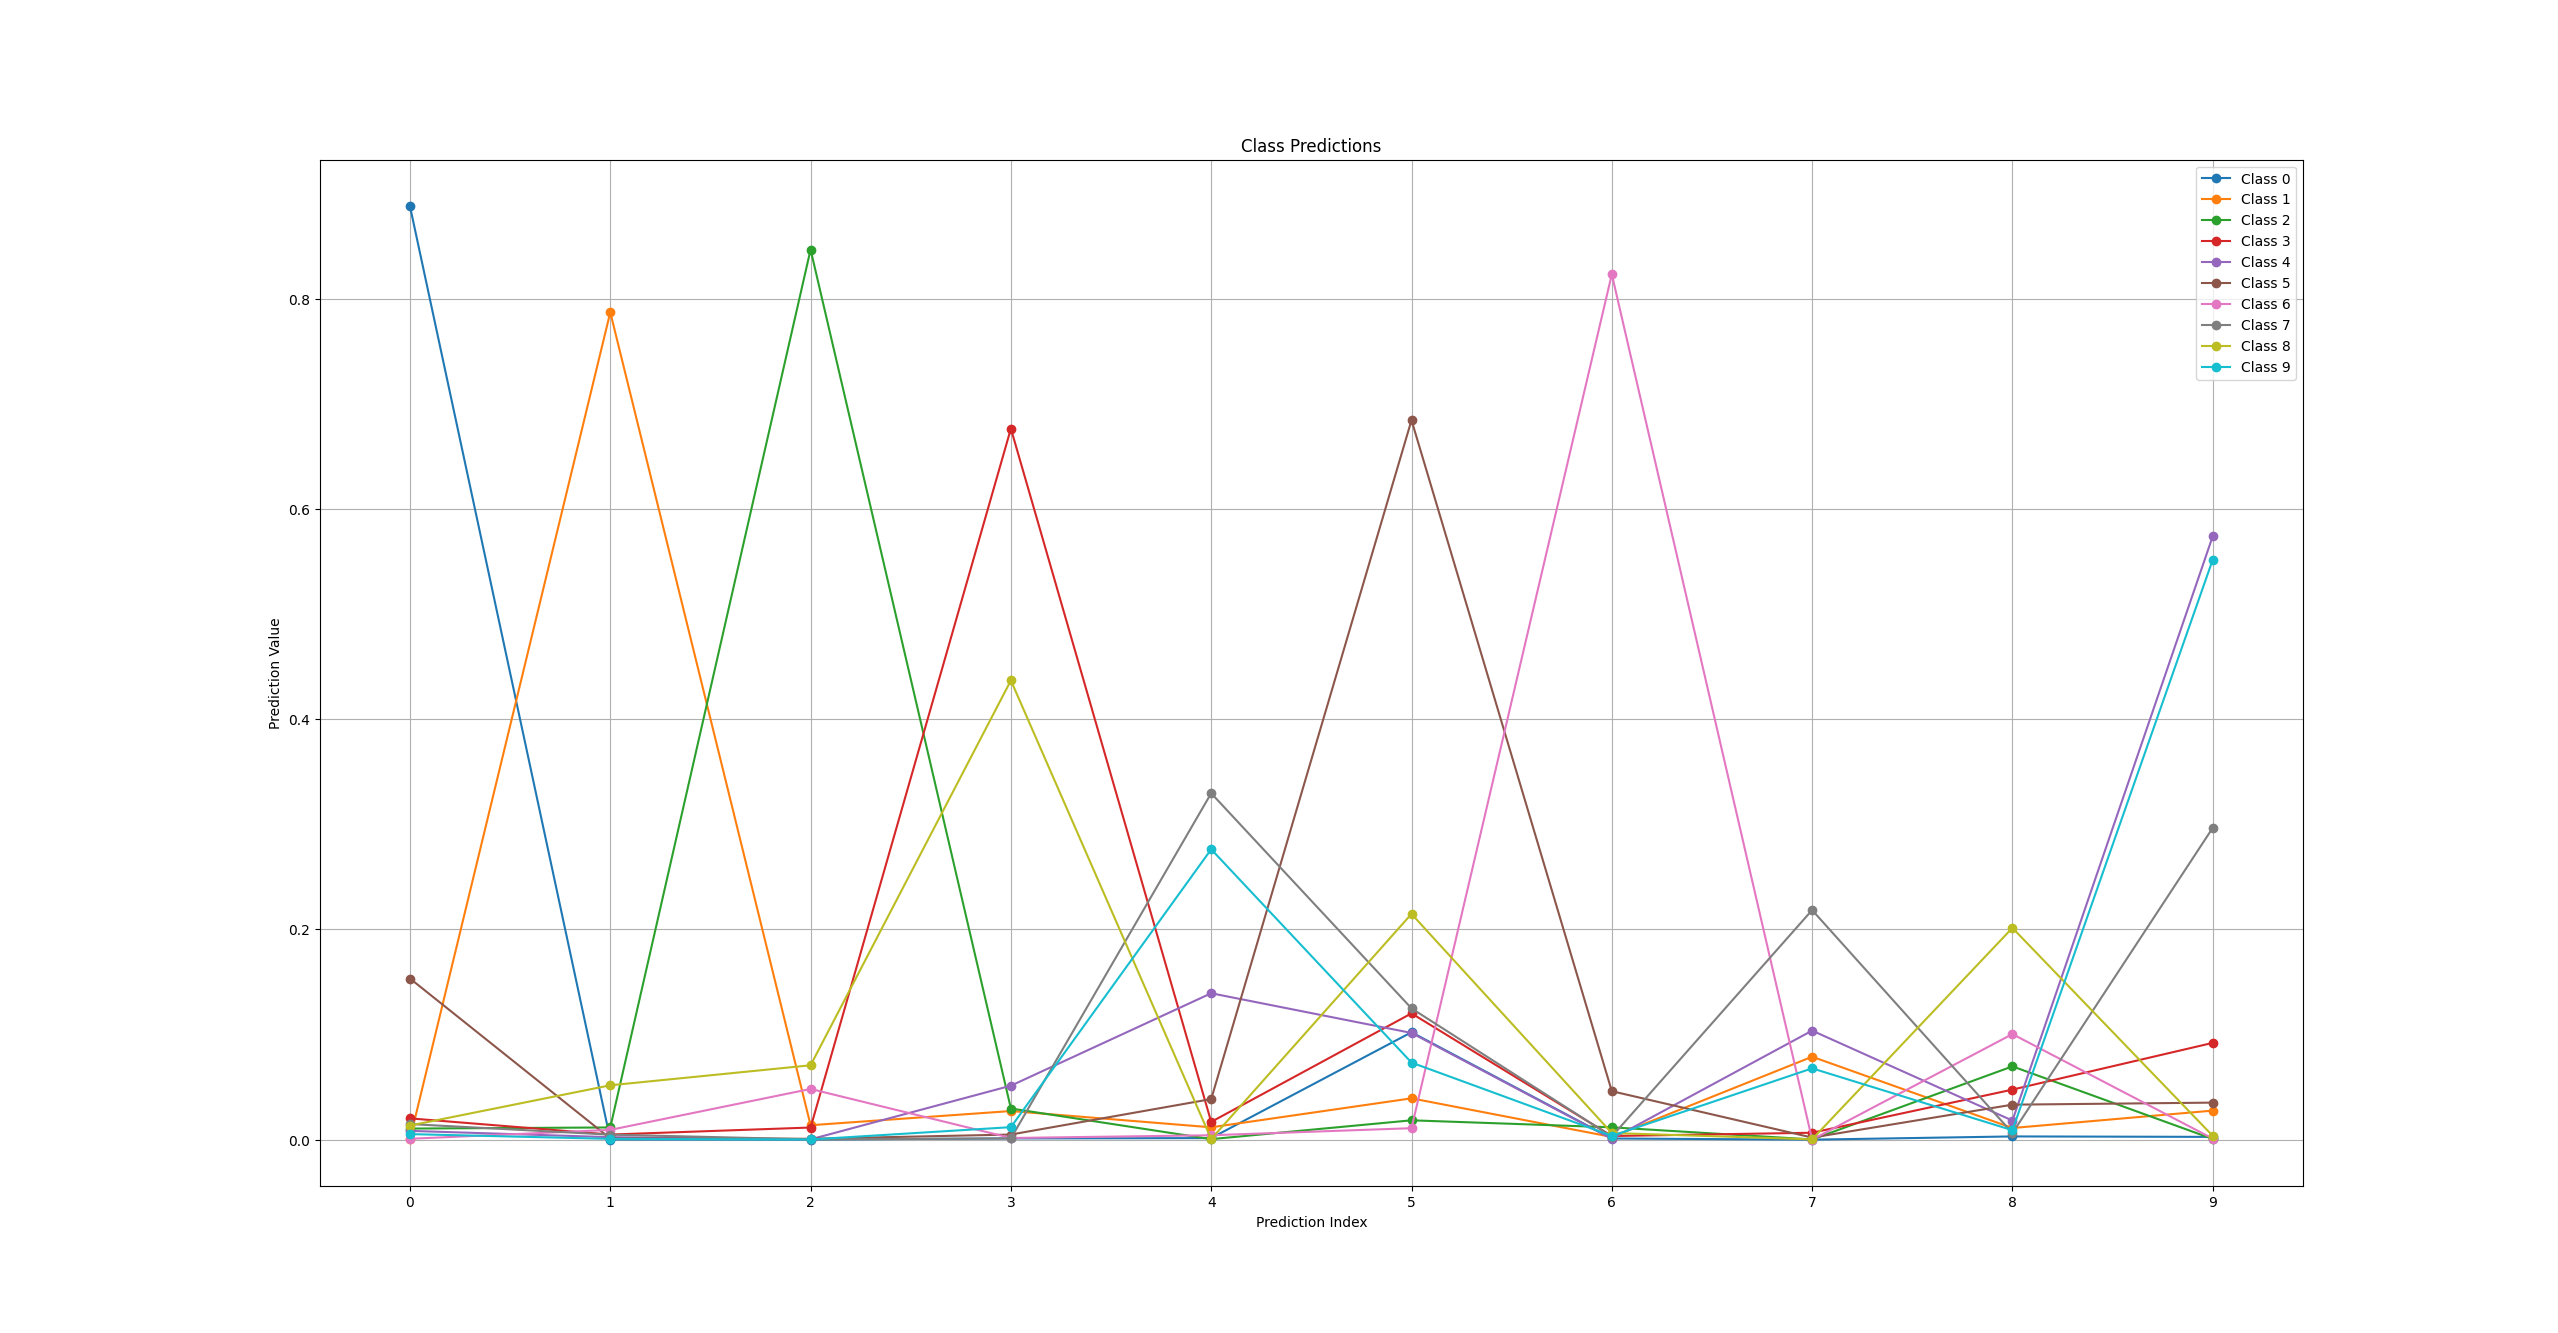 Class Predictions
Class 0
Class 1
Class 2
Class 3
Class 4
Class 5
Class 6
Class 7
Class 8
Class 9
Prediction Value
0.8
0.6
0.4
0.2
0.0
0 1 2 3 4 5 6 7 8 9
Prediction Index